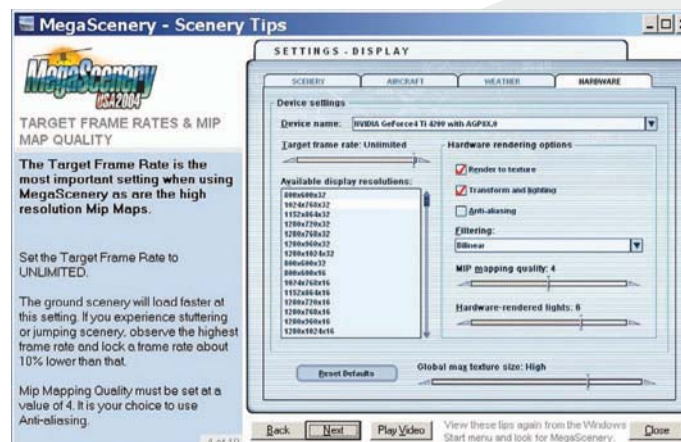 MegaScenery - Scenery Tips
MegaScenery
USA2004
TARGET FRAME RATES & MIP
MAP QUALITY
The Target Frame Rate is the
most important setting when using
MegaScenery as are the high
resolution Mip Maps.
Set the Target Frame Rate to
UNLIMITED.
The ground scenery will load faster at
this setting. If you experience stuttering
or jumping scenery, observe the highest
frame rate and lock a frame rate about
10% lower than that.
Mip Mapping Quality must be set at a
value of 4. It is your choice to use
Anti-aliasing.
SETTINGS - DISPLAY
SCENERY AIRCRAFT WEATHER HARDWARE
Device settings
Device name: NVIDIA GeForce4 Ti 4200 with AGP8X.0
Target frame rate: Unlimited
Available display resolutions:
800x600x32
1024x768x32
1152x864x32
1280x720x32
1280x768x32
1280x960x32
1280x1024x32
800x600x32
800x600x16
1024x768x16
1152x864x16
1280x720x16
1280x768x16
1280x960x16
1280x1024x16
Hardware rendering options
Render to texture
Transform and lighting
Anti-aliasing
Filtering:
Bilinear
MIP mapping quality: 4
Hardware-rendered lights: 6
Reset Defaults
Global max texture size: High
Back Next Play Video
View these tips again from the Windows
Start menu and look for MegaScenery.
Close